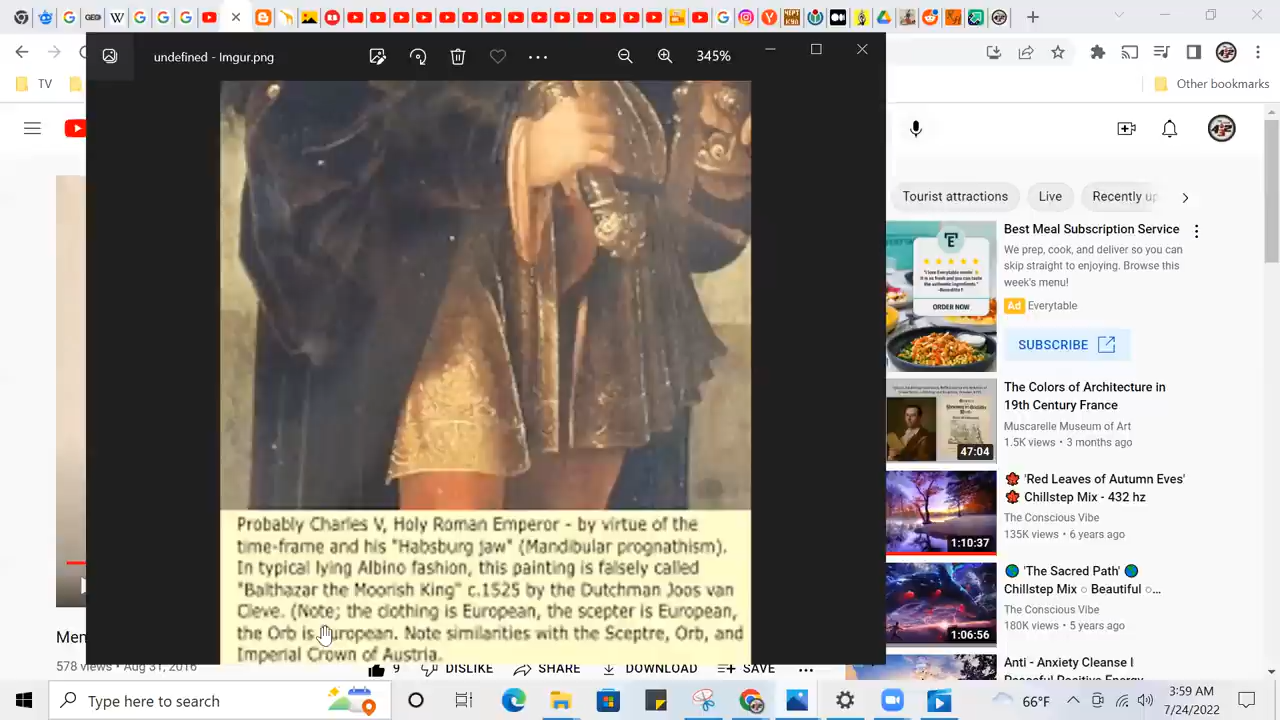 undefined - Imgur.png
345%
TV
Other bookmarks
Tourist attractions
Live
Recently up
Best Meal Subscription Service
We prep, cook, and deliver so you can
skip straight to enjoying. Browse this
week's menu!
Ad Everytable
SUBSCRIBE
ORDER NOW
The Colors of Architecture in
19th Century France
Muscarelle Museum of Art
1.5K views • 3 months ago
47:04
'Red Leaves of Autumn Eves'
Chillstep Mix - 432 hz
The Conscious Vibe
135K views • 6 years ago
1:10:37
'The Sacred Path'
Chillstep Mix ○ Beautiful ○...
The Conscious Vibe
180K views • 5 years ago
1:06:56
Anti - Anxiety Cleanse I
Probably Charles V, Holy Roman Emperor - by virtue of the
time-frame and his "Habsburg jaw" (Mandibular prognathism).
In typical lying Albino fashion, this painting is falsely called
"Balthazar the Moorish King" c.1525 by the Dutchman Joos van
Cleve. (Note; the clothing is European, the scepter is European,
the Orb is European. Note similarities with the Sceptre, Orb, and
Imperial Crown of Austria.
Men
578 views • Aug 31, 2016
9
DISLIKE
SHARE
DOWNLOAD
SAVE
Type here to search
66°F
3:59 AM
7/24/2022